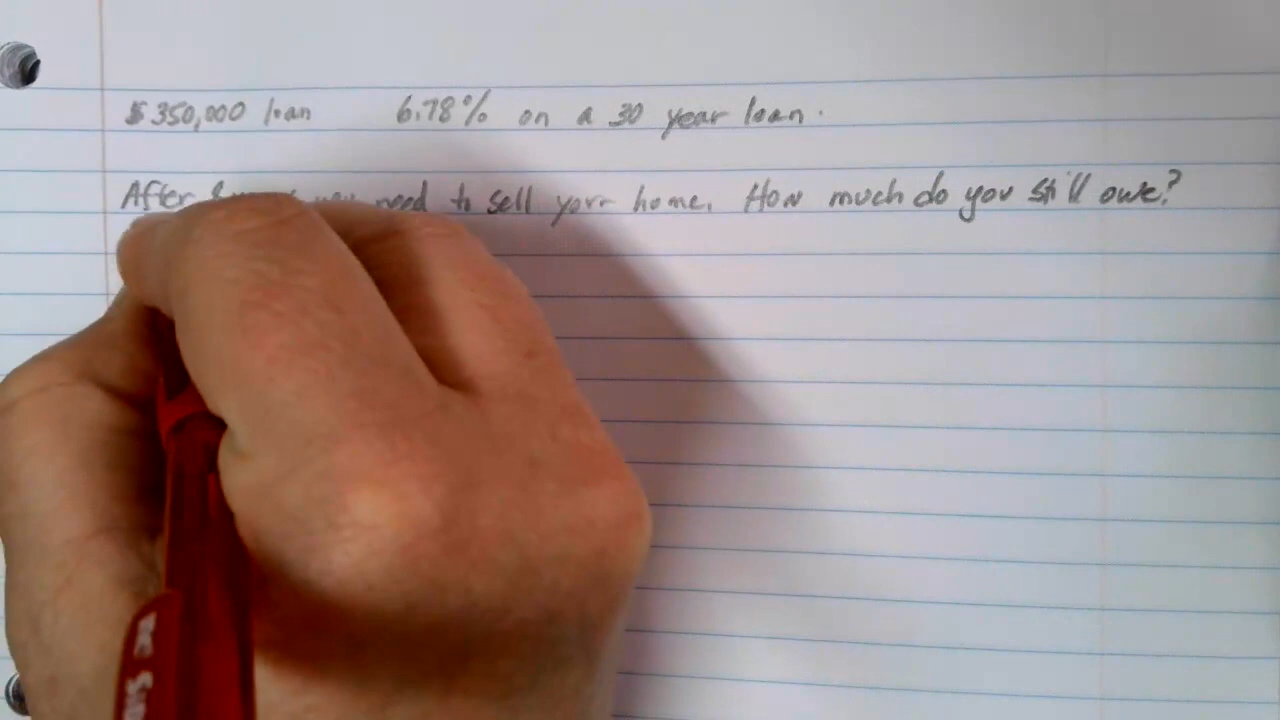 $350,000 loan 6.78% on a 30 year loan.
After need to sell your home. How much do you still owe?